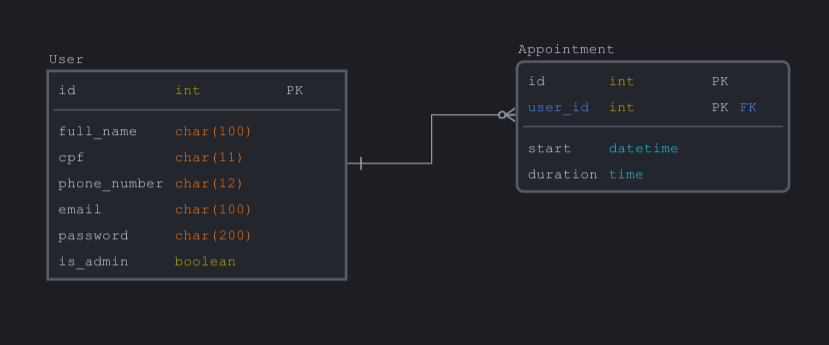 User
id int PK
full_name char(100)
cpf char(11)
phone_number char(12)
email char(100)
password char(200)
is_admin boolean
Appointment
id int PK
user_id int PK FK
start datetime
duration time